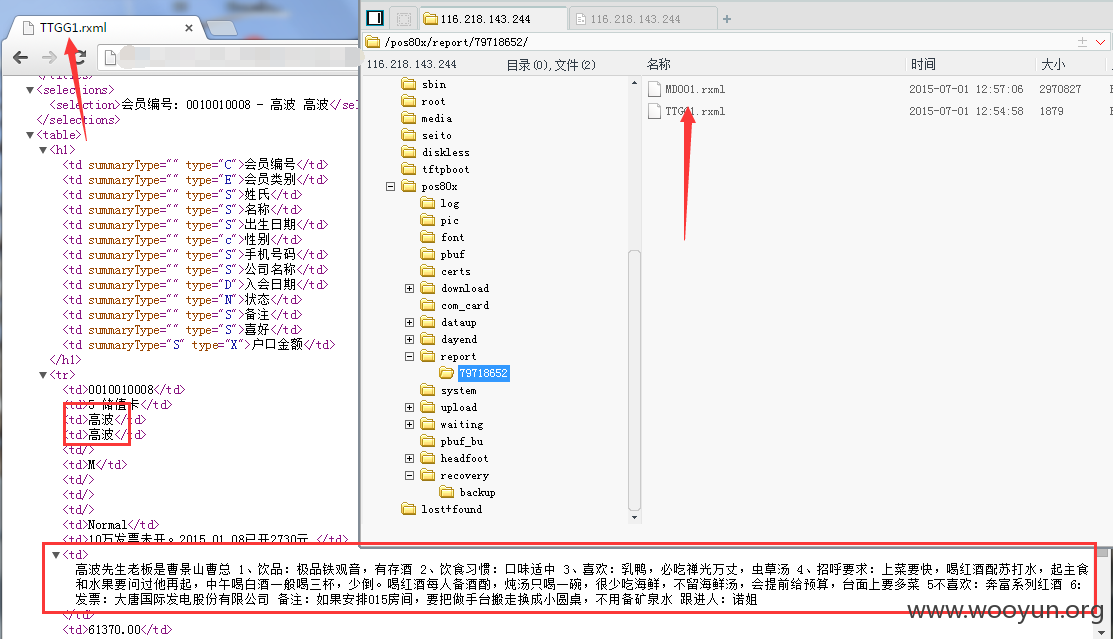 TTGG1.rxml
</titles>
▼<selections>
<selection>会员编号: 0010010008 - 高波 高波</sel
</selections>
▼<table>
▼<h1>
<td summaryType="" type="C">会员编号</td>
<td summaryType="" type="E">会员类别</td>
<td summaryType="" type="S">姓氏</td>
<td summaryType="" type="S">名称</td>
<td summaryType="" type="S">出生日期</td>
<td summaryType="" type="c">性别</td>
<td summaryType="" type="S">手机号码</td>
<td summaryType="" type="S">公司名称</td>
<td summaryType="" type="D">入会日期</td>
<td summaryType="" type="N">状态</td>
<td summaryType="" type="S">备注</td>
<td summaryType="" type="S">喜好</td>
<td summaryType="S" type="X">户口金额</td>
</h1>
▼<tr>
<td>0010010008</td>
<td>5-储值卡</td>
<td>高波</td>
<td>高波</td>
<td/>
<td>M</td>
<td/>
<td/>
<td/>
<td>Normal</td>
<td>10万发票未开。2015.01.08已开2730元.</td>
▼<td>
高波先生老板是曹景山曹总 1、饮品: 极品铁观音,有存酒 2、饮食习惯: 口味适中 3、喜欢: 乳鸭,必吃禅光万丈,虫草汤 4、招呼要求: 上菜要快,喝红酒配苏打水,起主食
和水果要问过他再起,中午喝白酒一般喝三杯,少倒。喝红酒每人备酒酌,炖汤只喝一碗,很少吃海鲜,不留海鲜汤,会提前给预算,台面上要多菜 5不喜欢: 奔富系列红酒 6:
发票: 大唐国际发电股份有限公司 备注: 如果安排015房间,要把做手台搬走换成小圆桌,不用备矿泉水 跟进人: 诺姐
</td>
<td>61370.00</td>
116.218.143.244
116.218.143.244
/pos80x/report/79718652/
116.218.143.244
目录(0), 文件(2)
名称
时间
大小
sbin
root
media
seito
diskless
tftpboot
pos80x
log
pic
font
pbuf
certs
download
com_card
dataup
dayend
report
79718652
system
upload
waiting
pbuf_bu
headfoot
recovery
backup
lost+found
MD001.rxml 2015-07-01 12:57:06 2970827
TTGG1.rxml 2015-07-01 12:54:58 1879
www.wooyun.org